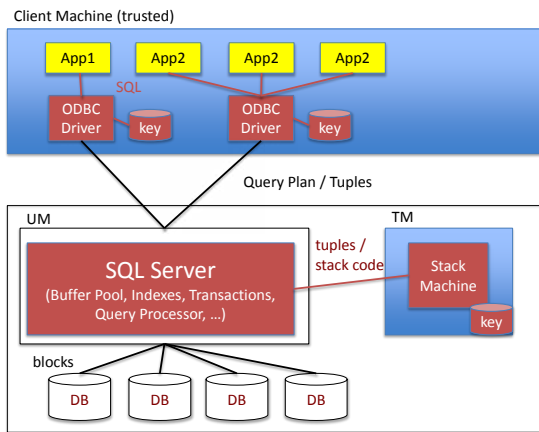 Client Machine (trusted)
App1
App2
App2
App2
SQL
ODBC
Driver
key
ODBC
Driver
key
Query Plan / Tuples
UM
TM
SQL Server
(Buffer Pool, Indexes, Transactions,
Query Processor, …)
tuples /
stack code
Stack
Machine
key
blocks
DB
DB
DB
DB